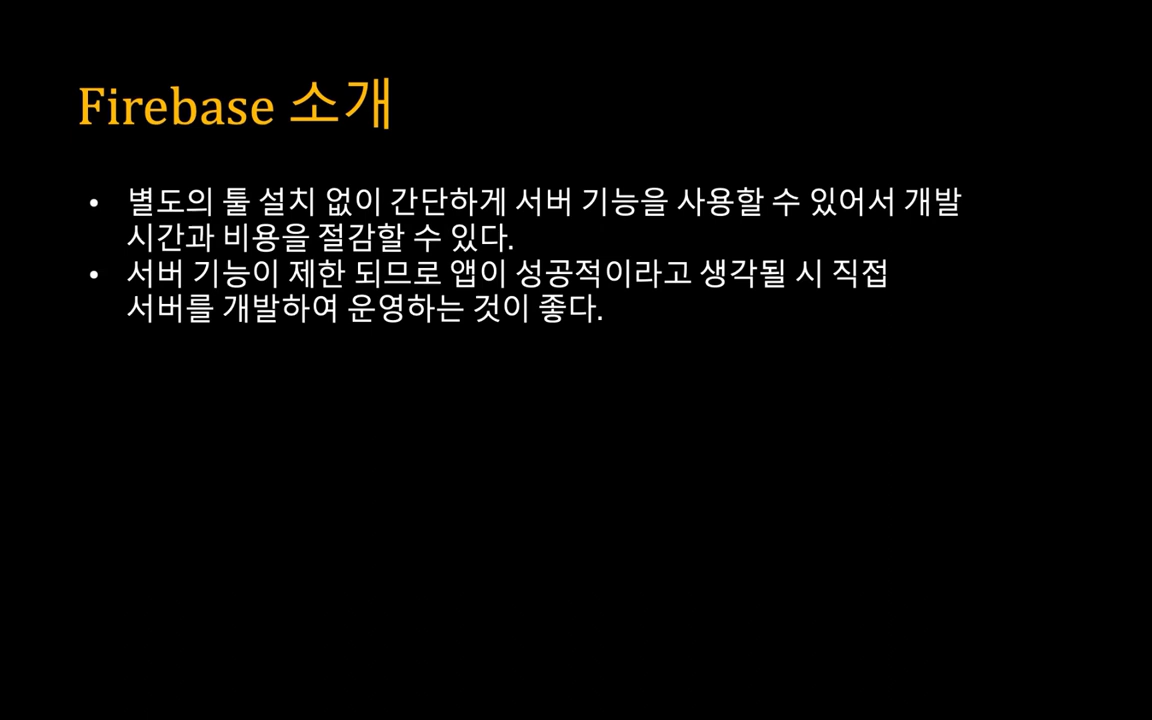 Firebase 소개
• 별도의 툴 설치 없이 간단하게 서버 기능을 사용할 수 있어서 개발
시간과 비용을 절감할 수 있다.
• 서버 기능이 제한 되므로 앱이 성공적이라고 생각될 시 직접
서버를 개발하여 운영하는 것이 좋다.